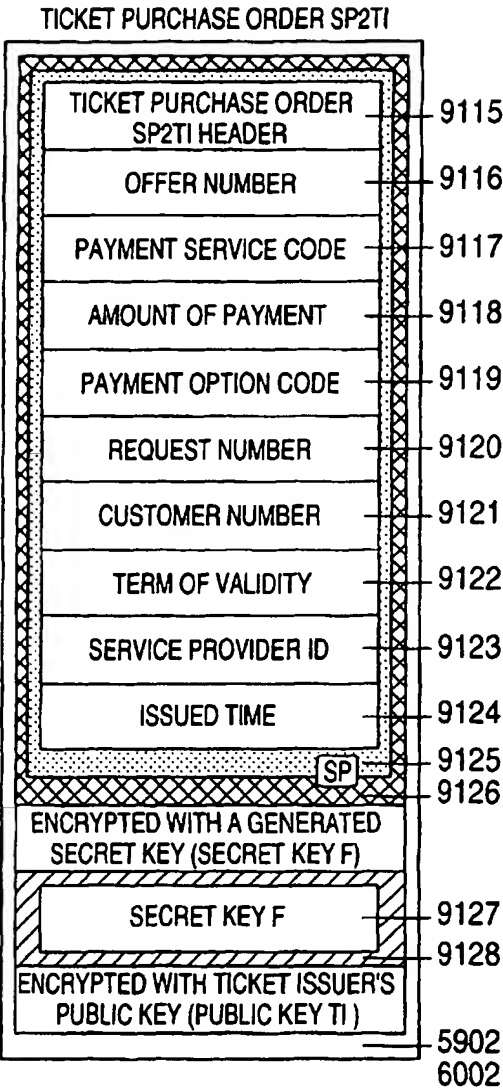 TICKET PURCHASE ORDER SP2TI
TICKET PURCHASE ORDER
SP2TI HEADER
9115
OFFER NUMBER
9116
PAYMENT SERVICE CODE
9117
AMOUNT OF PAYMENT
9118
PAYMENT OPTION CODE
9119
REQUEST NUMBER
9120
CUSTOMER NUMBER
9121
TERM OF VALIDITY
9122
SERVICE PROVIDER ID
9123
ISSUED TIME
9124
SP
9125
9126
ENCRYPTED WITH A GENERATED
SECRET KEY (SECRET KEY F)
SECRET KEY F
9127
9128
ENCRYPTED WITH TICKET ISSUER'S
PUBLIC KEY (PUBLIC KEY TI )
5902
6002